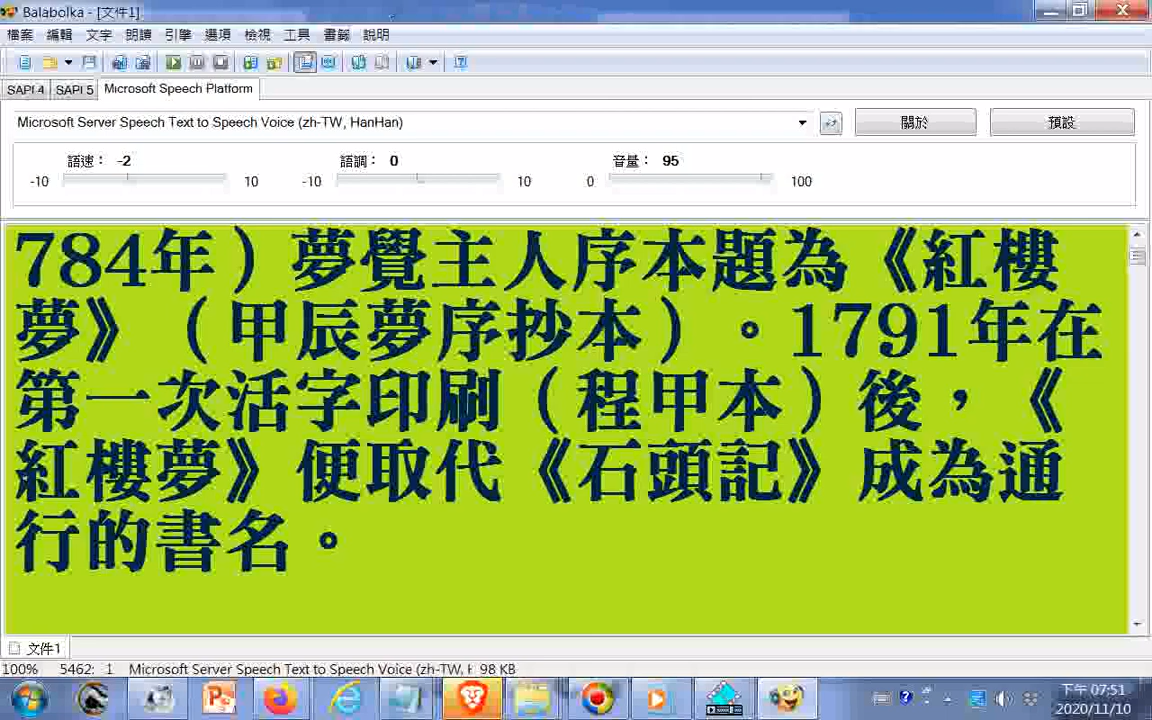 Balabolka - [文件1]
檔案 編輯 文字 朗讀 引擎 選項 檢視 工具 書籤 說明
SAPI 4 SAPI 5 Microsoft Speech Platform
Microsoft Server Speech Text to Speech Voice (zh-TW, HanHan) 關於 預設
語速： -2 語調： 0 音量： 95
-10 10 -10 10 0 100
784年）夢覺主人序本題為《紅樓
夢》（甲辰夢序抄本）。1791年在
第一次活字印刷（程甲本）後，《
紅樓夢》便取代《石頭記》成為通
行的書名。
文件1
100% 5462: 1 Microsoft Server Speech Text to Speech Voice (zh-TW, H 98 KB
下午 07:51
2020/11/10